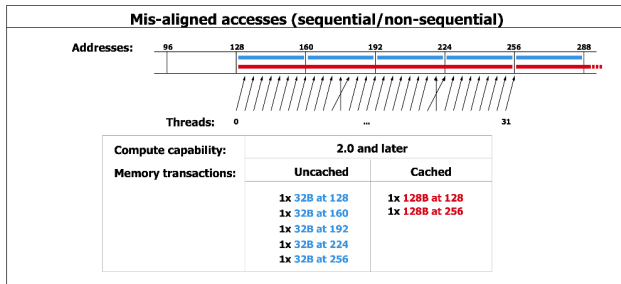 Mis-aligned accesses (sequential/non-sequential)
Addresses: 96 128 160 192 224 256 288
Threads: 0 ... 31
Compute capability: 2.0 and later
Memory transactions: Uncached Cached
1x 32B at 128 1x 128B at 128
1x 32B at 160 1x 128B at 256
1x 32B at 192
1x 32B at 224
1x 32B at 256